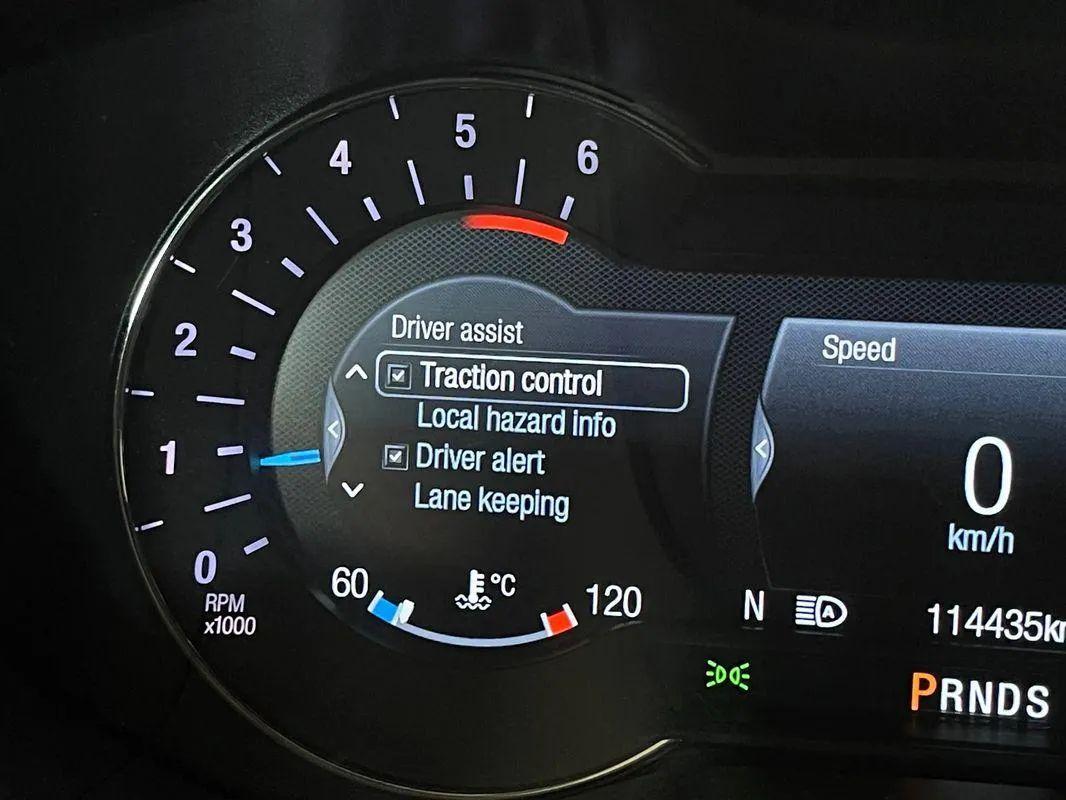 5
4
6
3
2
1
0
RPM
x1000
Driver assist
Traction control
Local hazard info
Driver alert
Lane keeping
60
°C
120
Speed
0
km/h
N
A
114435k
PRNDS